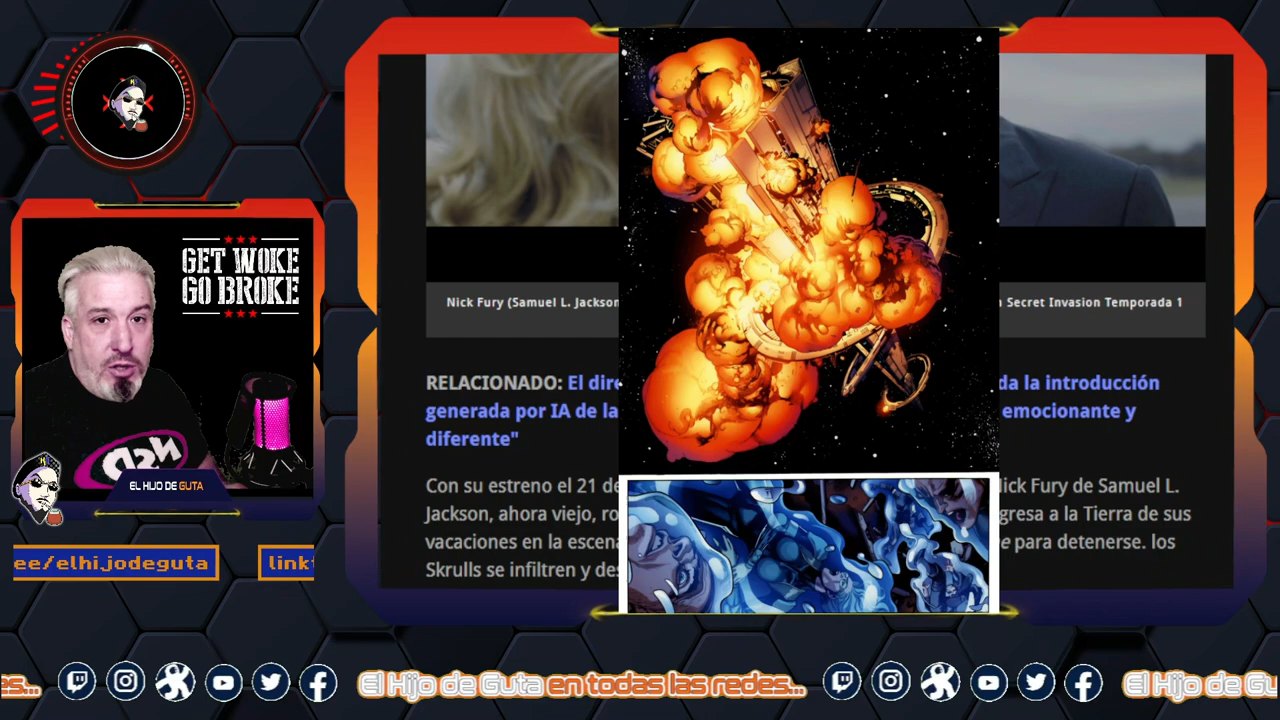 GET WOKE
GO BROKE
EL HIJO DE GUTA
ee/elhijodeguta
link
Nick Fury (Samuel L. Jackson
Secret Invasion Temporada 1
RELACIONADO: El dire
da la introducción
generada por IA de la
emocionante y
diferente"
Con su estreno el 21 de
Nick Fury de Samuel L.
Jackson, ahora viejo, ro
gresa a la Tierra de sus
vacaciones en la escena
e para detenerse. los
Skrulls se infiltren y des
es...
El Hijo de Guta en todas las redes...
El Hijo de Gu